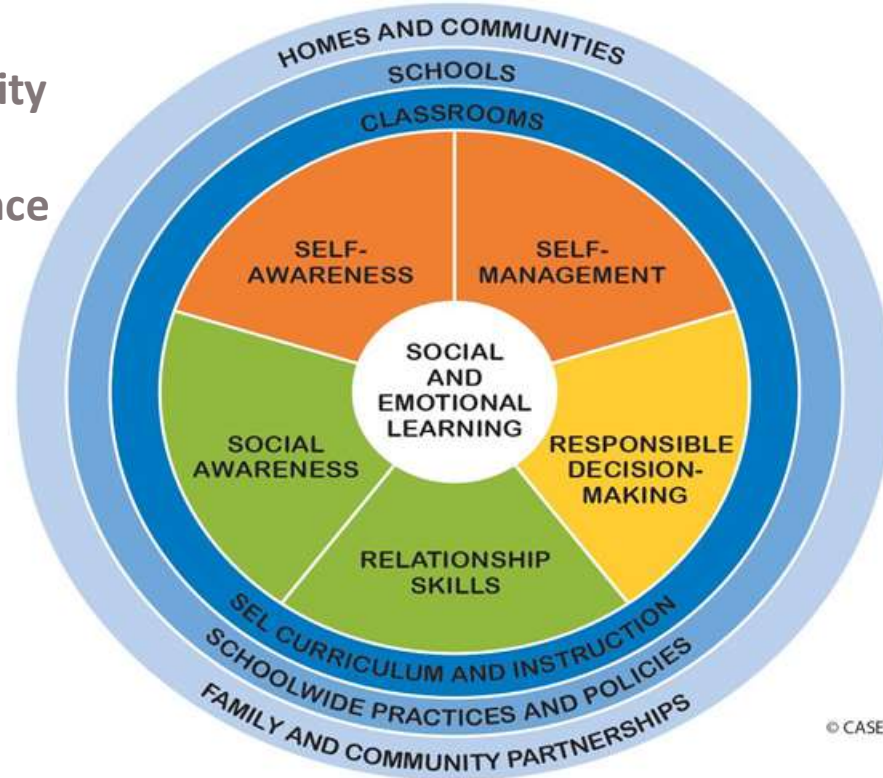 ity
nce
HOMES AND COMMUNITIES
SCHOOLS
CLASSROOMS
SELF-
AWARENESS
SELF-
MANAGEMENT
SOCIAL
AND
EMOTIONAL
LEARNING
SOCIAL
AWARENESS
RESPONSIBLE
DECISION-
MAKING
RELATIONSHIP
SKILLS
SEL CURRICULUM AND INSTRUCTION
SCHOOLWIDE PRACTICES AND POLICIES
FAMILY AND COMMUNITY PARTNERSHIPS
© CASE